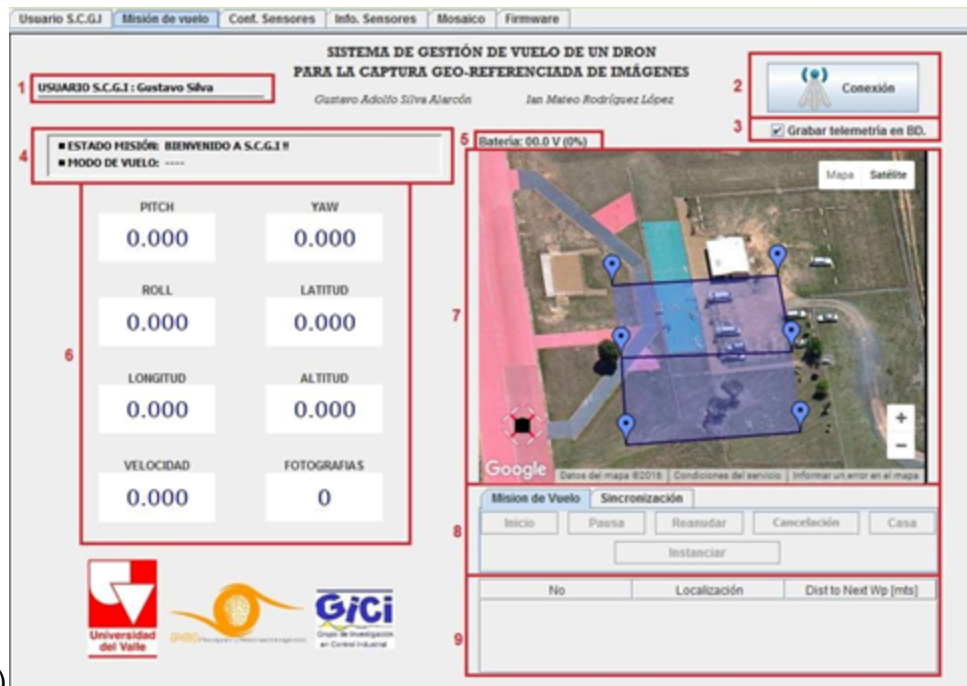 Usuario S.C.G.I Misión de vuelo Conf. Sensores Info. Sensores Mosaico Firmware
SISTEMA DE GESTIÓN DE VUELO DE UN DRON
PARA LA CAPTURA GEO-REFERENCIADA DE IMÁGENES
Gustavo Adolfo Silva Alarcón Ian Mateo Rodríguez López
1
USUARIO S.C.G.I : Gustavo Silva
2
Conexión
3
Grabar telemetria en BD.
4
ESTADO MISIÓN: BIENVENIDO A S.C.G.I !!
MODO DE VUELO: ----
5
Batería: 00.0 V (0%)
6
PITCH YAW
0.000 0.000
ROLL LATITUD
0.000 0.000
LONGITUD ALTITUD
0.000 0.000
VELOCIDAD FOTOGRAFIAS
0.000 0
7
Mapa Satélite
+
−
Google
Datos del mapa ©2016 Condiciones del servicio Informar un error en el mapa
8
Mision de Vuelo Sincronización
Inicio Pausa Reanudar Cancelación Casa
Instanciar
9
No Localización Dist to Next Wp [mts]
Universidad
del Valle
GICI
Grupo de Investigación
en Control Industrial
)